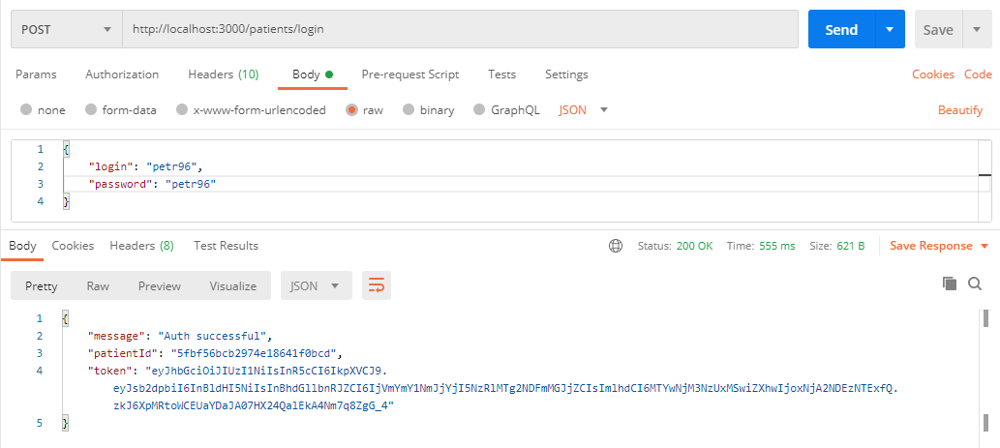 POST http://localhost:3000/patients/login Send Save
Params Authorization Headers (10) Body Pre-request Script Tests Settings Cookies Code
none form-data x-www-form-urlencoded raw binary GraphQL JSON Beautify
1 {
2 "login": "petr96",
3 "password": "petr96"
4 }
Body Cookies Headers (8) Test Results Status: 200 OK Time: 555 ms Size: 621 B Save Response
Pretty Raw Preview Visualize JSON
1 {
2 "message": "Auth successful",
3 "patientId": "5fbf56bcb2974e18641f0bcd",
4 "token": "eyJhbGciOiJIUzI1NiIsInR5cCI6IkpXVCJ9.
eyJsb2dpbiI6InBldHI5NiIsInBhdGllbnRJZCI6IjVmYmY1NmJjYjI5NzRlMTg2NDFmMGJjZCIsImlhdCI6MTYwNjM3NzUxMSwiZXhwIjoxNjA2NDEzNTExfQ.
zkJ6XpMRtoWCEUaYDaJA07HX24QalEkA4Nm7q8ZgG_4"
5 }